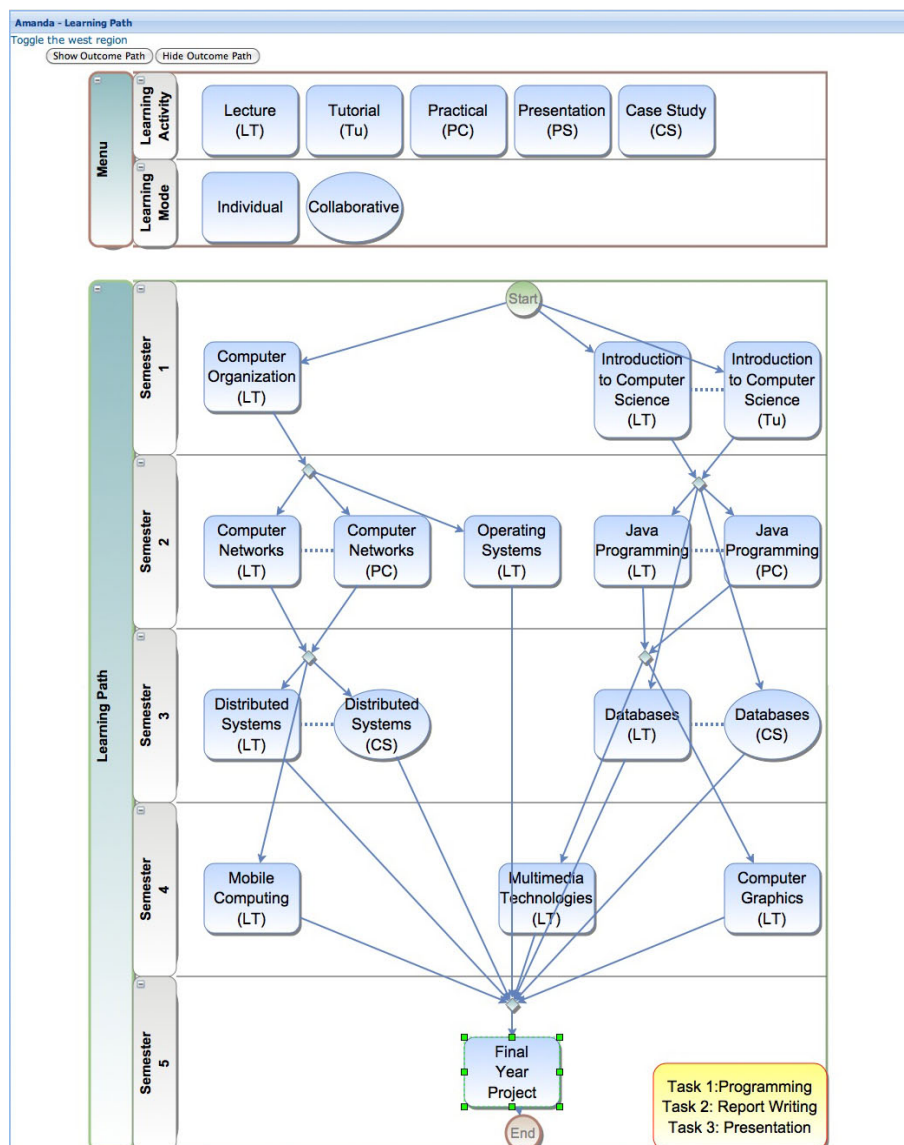 Amanda - Learning Path
Toggle the west region
Show Outcome Path
Hide Outcome Path
Menu
Learning
Activity
Lecture
(LT)
Tutorial
(Tu)
Practical
(PC)
Presentation
(PS)
Case Study
(CS)
Learning
Mode
Individual
Collaborative
Learning Path
Semester
1
Start
Computer
Organization
(LT)
Introduction
to Computer
Science
(LT)
Introduction
to Computer
Science
(Tu)
Semester
2
Computer
Networks
(LT)
Computer
Networks
(PC)
Operating
Systems
(LT)
Java
Programming
(LT)
Java
Programming
(PC)
Semester
3
Distributed
Systems
(LT)
Distributed
Systems
(CS)
Databases
(LT)
Databases
(CS)
Semester
4
Mobile
Computing
(LT)
Multimedia
Technologies
(LT)
Computer
Graphics
(LT)
Semester
5
Final
Year
Project
End
Task 1:Programming
Task 2: Report Writing
Task 3: Presentation